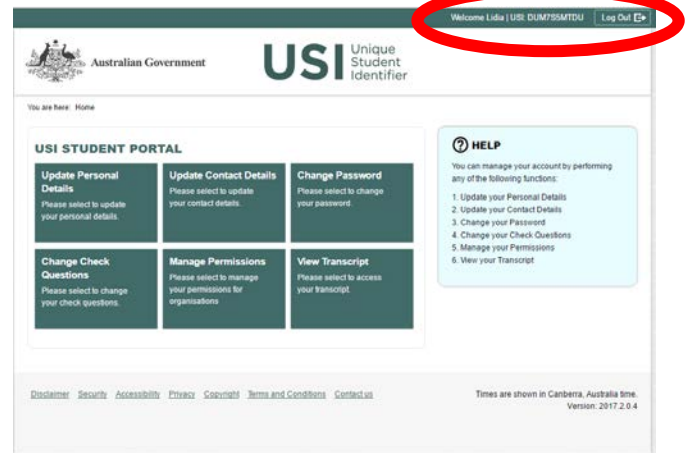 Welcome Lidia | USI: DUM7S5MTDU Log Out
Australian Government
USI Unique
Student
Identifier
You are here: Home
USI STUDENT PORTAL
Update Personal
Details
Please select to update
your personal details.
Update Contact Details
Please select to update
your contact details.
Change Password
Please select to change
your password.
Change Check
Questions
Please select to change
your check questions.
Manage Permissions
Please select to manage
your permissions for
organisations
View Transcript
Please select to access
your transcript.
HELP
You can manage your account by performing
any of the following functions:
1. Update your Personal Details
2. Update your Contact Details
3. Change your Password
4. Change your Check Questions
5. Manage your Permissions
6. View your Transcript
Disclaimer Security Accessibility Privacy Copyright Terms and Conditions Contact us
Times are shown in Canberra, Australia time.
Version: 2017.2.0.4